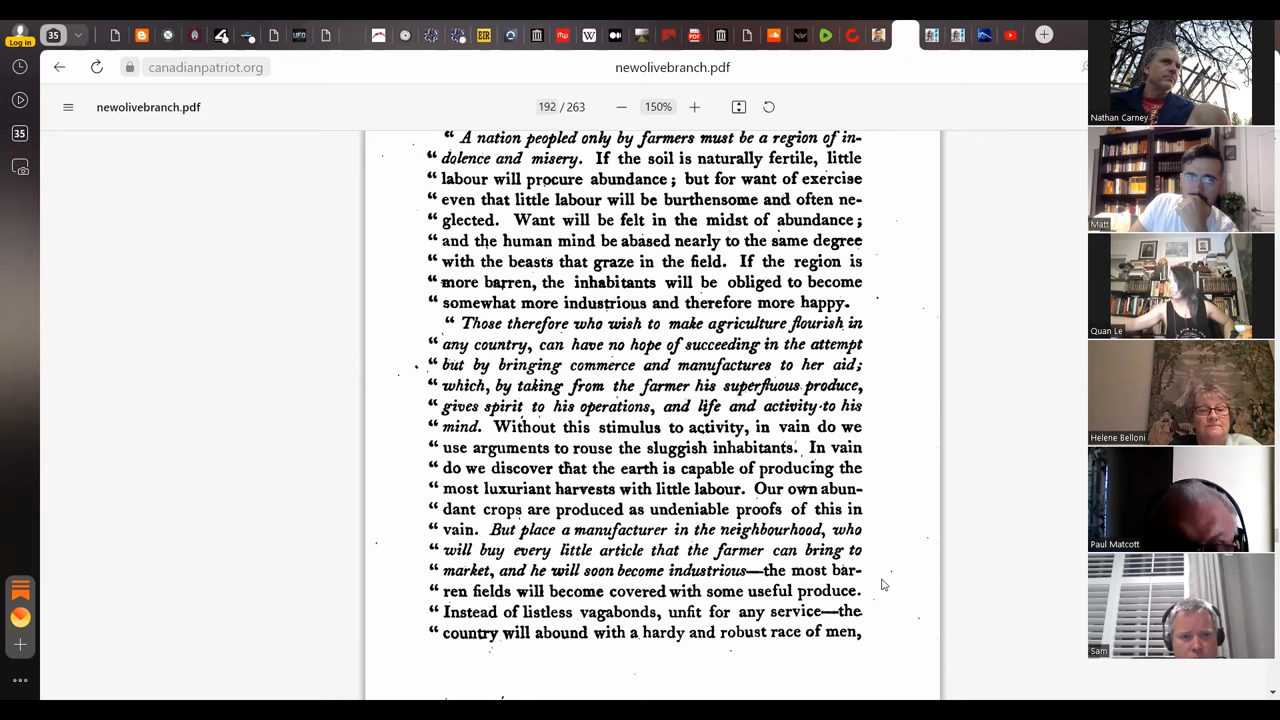 35
Log in
canadianpatriot.org
newolivebranch.pdf
newolivebranch.pdf
192 / 263
150%
35
“ A nation peopled only by farmers must be a region of in-
“ dolence and misery. If the soil is naturally fertile, little
“ labour will procure abundance; but for want of exercise
“ even that little labour will be burthensome and often ne-
“ glected. Want will be felt in the midst of abundance;
“ and the human mind be abased nearly to the same degree
“ with the beasts that graze in the field. If the region is
“ more barren, the inhabitants will be obliged to become
“ somewhat more industrious and therefore more happy.
“ Those therefore who wish to make agriculture flourish in
“ any country, can have no hope of succeeding in the attempt
“ but by bringing commerce and manufactures to her aid;
“ which, by taking from the farmer his superfluous produce,
“ gives spirit to his operations, and life and activity to his
“ mind. Without this stimulus to activity, in vain do we
“ use arguments to rouse the sluggish inhabitants. In vain
“ do we discover that the earth is capable of producing the
“ most luxuriant harvests with little labour. Our own abun-
“ dant crops are produced as undeniable proofs of this in
“ vain. But place a manufacturer in the neighbourhood, who
“ will buy every little article that the farmer can bring to
“ market, and he will soon become industrious—the most bar-
“ ren fields will become covered with some useful produce.
“ Instead of listless vagabonds, unfit for any service—the
“ country will abound with a hardy and robust race of men,
Nathan Carney
Matt
Quan Le
Helene Belloni
Paul Matcott
Sam